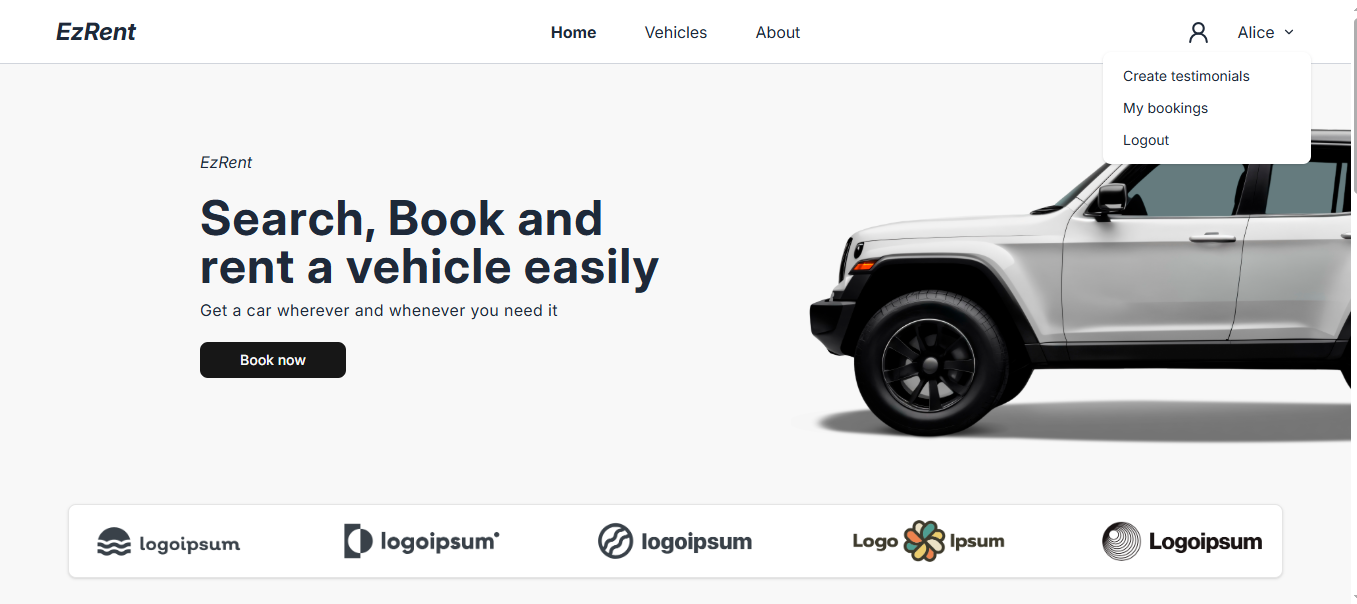 EzRent
Home
Vehicles
About
Alice
Create testimonials
My bookings
Logout
EzRent
Search, Book and
rent a vehicle easily
Get a car wherever and whenever you need it
Book now
logoipsum
logoipsum
logoipsum
Logo Ipsum
Logoipsum